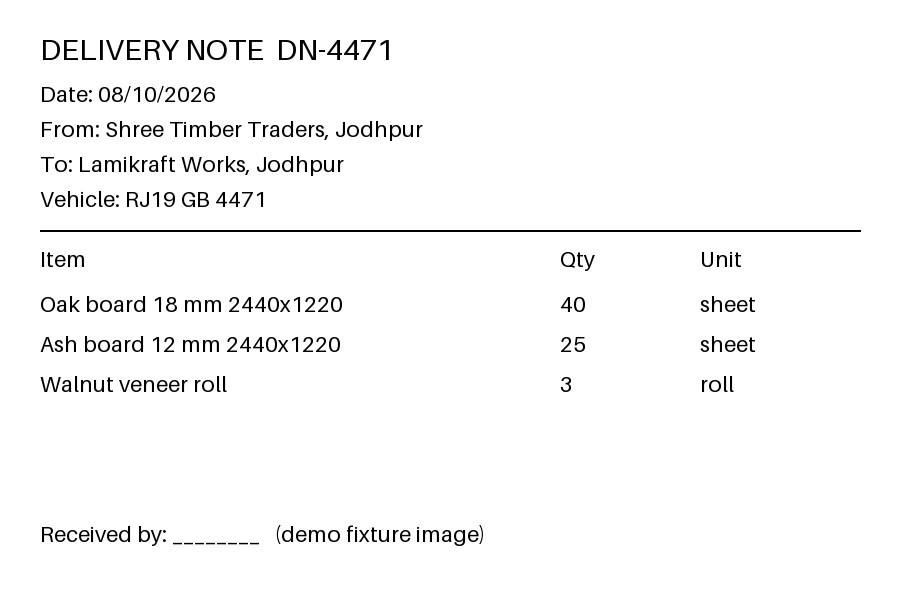 DELIVERY NOTE DN-4471
Date: 08/10/2026
From: Shree Timber Traders, Jodhpur
To: Lamikraft Works, Jodhpur
Vehicle: RJ19 GB 4471
Item Qty Unit
Oak board 18 mm 2440x1220 40 sheet
Ash board 12 mm 2440x1220 25 sheet
Walnut veneer roll 3 roll
Received by: ________ (demo fixture image)